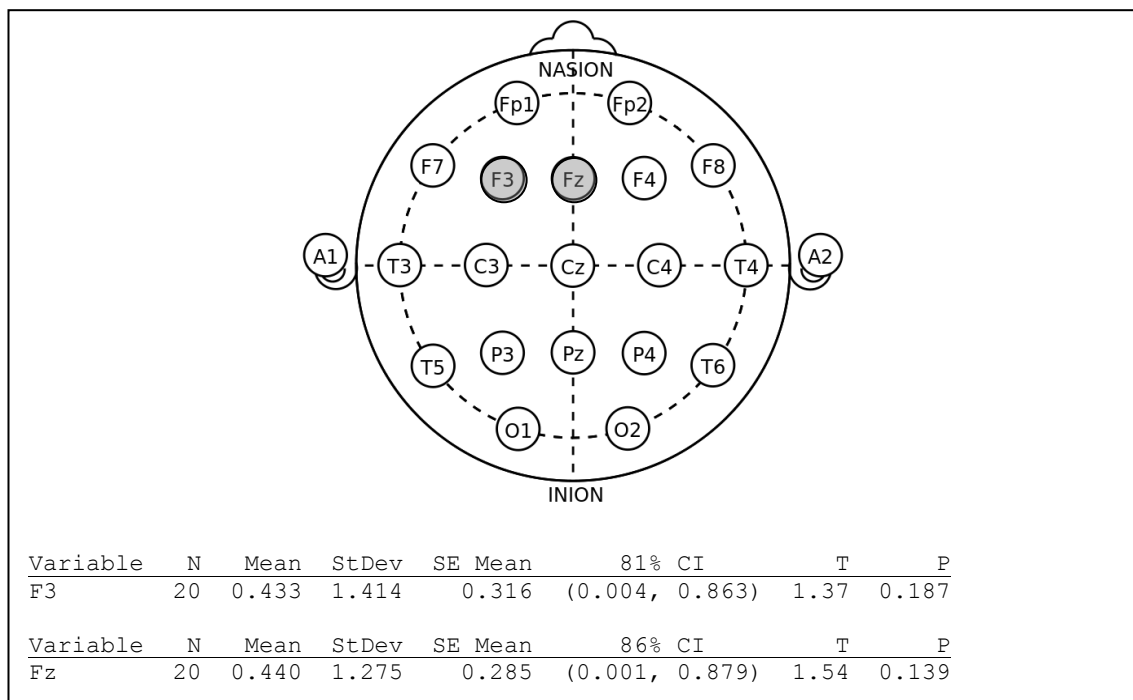 NASION
Fp1 Fp2
F7 F3 Fz F4 F8
A1 T3 C3 Cz C4 T4 A2
T5 P3 Pz P4 T6
O1 O2
INION
Variable N Mean StDev SE Mean 81% CI T P
F3 20 0.433 1.414 0.316 (0.004, 0.863) 1.37 0.187
Variable N Mean StDev SE Mean 86% CI T P
Fz 20 0.440 1.275 0.285 (0.001, 0.879) 1.54 0.139